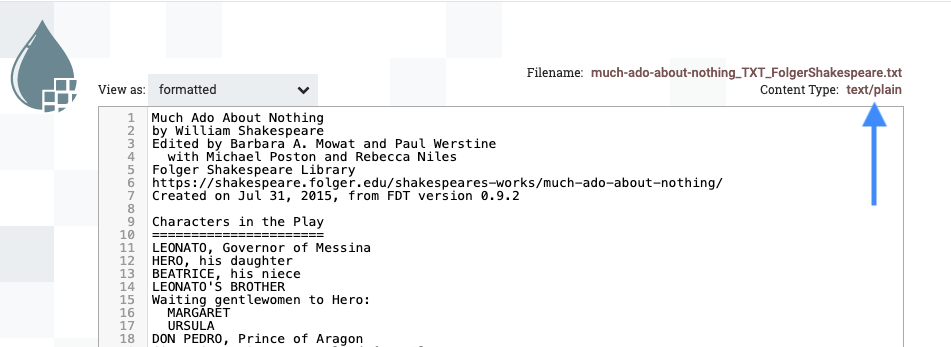 Filename: much-ado-about-nothing_TXT_FolgerShakespeare.txt
View as: formatted
Content Type: text/plain
1 Much Ado About Nothing
2 by William Shakespeare
3 Edited by Barbara A. Mowat and Paul Werstine
4 with Michael Poston and Rebecca Niles
5 Folger Shakespeare Library
6 https://shakespeare.folger.edu/shakespeares-works/much-ado-about-nothing/
7 Created on Jul 31, 2015, from FDT version 0.9.2
8
9 Characters in the Play
10 ======================
11 LEONATO, Governor of Messina
12 HERO, his daughter
13 BEATRICE, his niece
14 LEONATO'S BROTHER
15 Waiting gentlewomen to Hero:
16 MARGARET
17 URSULA
18 DON PEDRO, Prince of Aragon